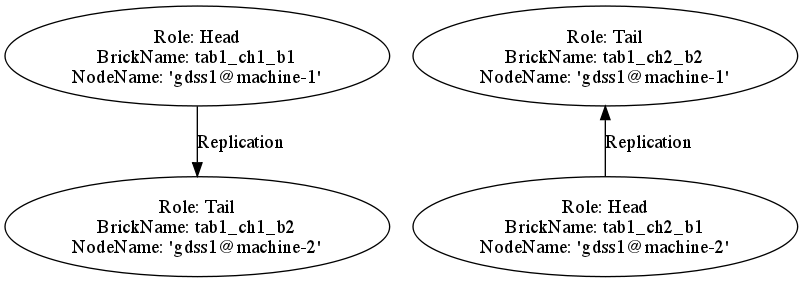 Role: Head
BrickName: tab1_ch1_b1
NodeName: 'gdss1@machine-1'
Role: Tail
BrickName: tab1_ch2_b2
NodeName: 'gdss1@machine-1'
Replication
Replication
Role: Tail
BrickName: tab1_ch1_b2
NodeName: 'gdss1@machine-2'
Role: Head
BrickName: tab1_ch2_b1
NodeName: 'gdss1@machine-2'